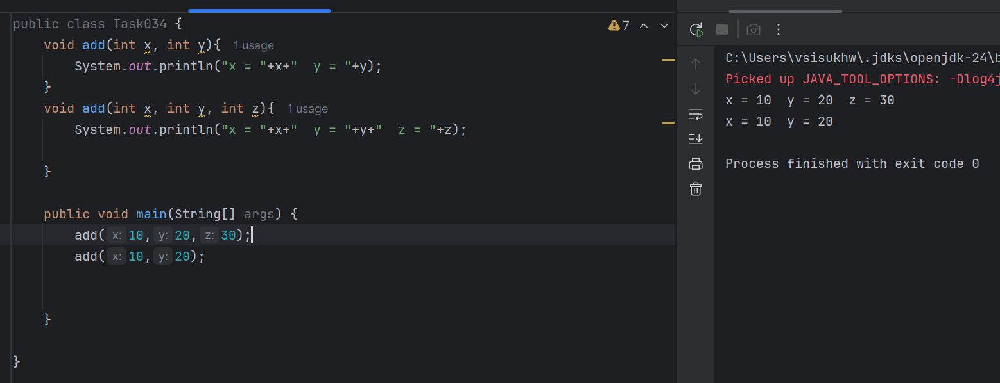 public class Task034 {
7
void add(int x, int y){ 1 usage
System.out.println("x = "+x+"  y = "+y);
}
void add(int x, int y, int z){ 1 usage
System.out.println("x = "+x+"  y = "+y+"  z = "+z);
}
public void main(String[] args) {
add( x: 10, y: 20, z: 30);
add( x: 10, y: 20);
}
}
C:\Users\vsisukhw\.jdks\openjdk-24\b
Picked up JAVA_TOOL_OPTIONS: -Dlog4j
x = 10  y = 20  z = 30
x = 10  y = 20
Process finished with exit code 0